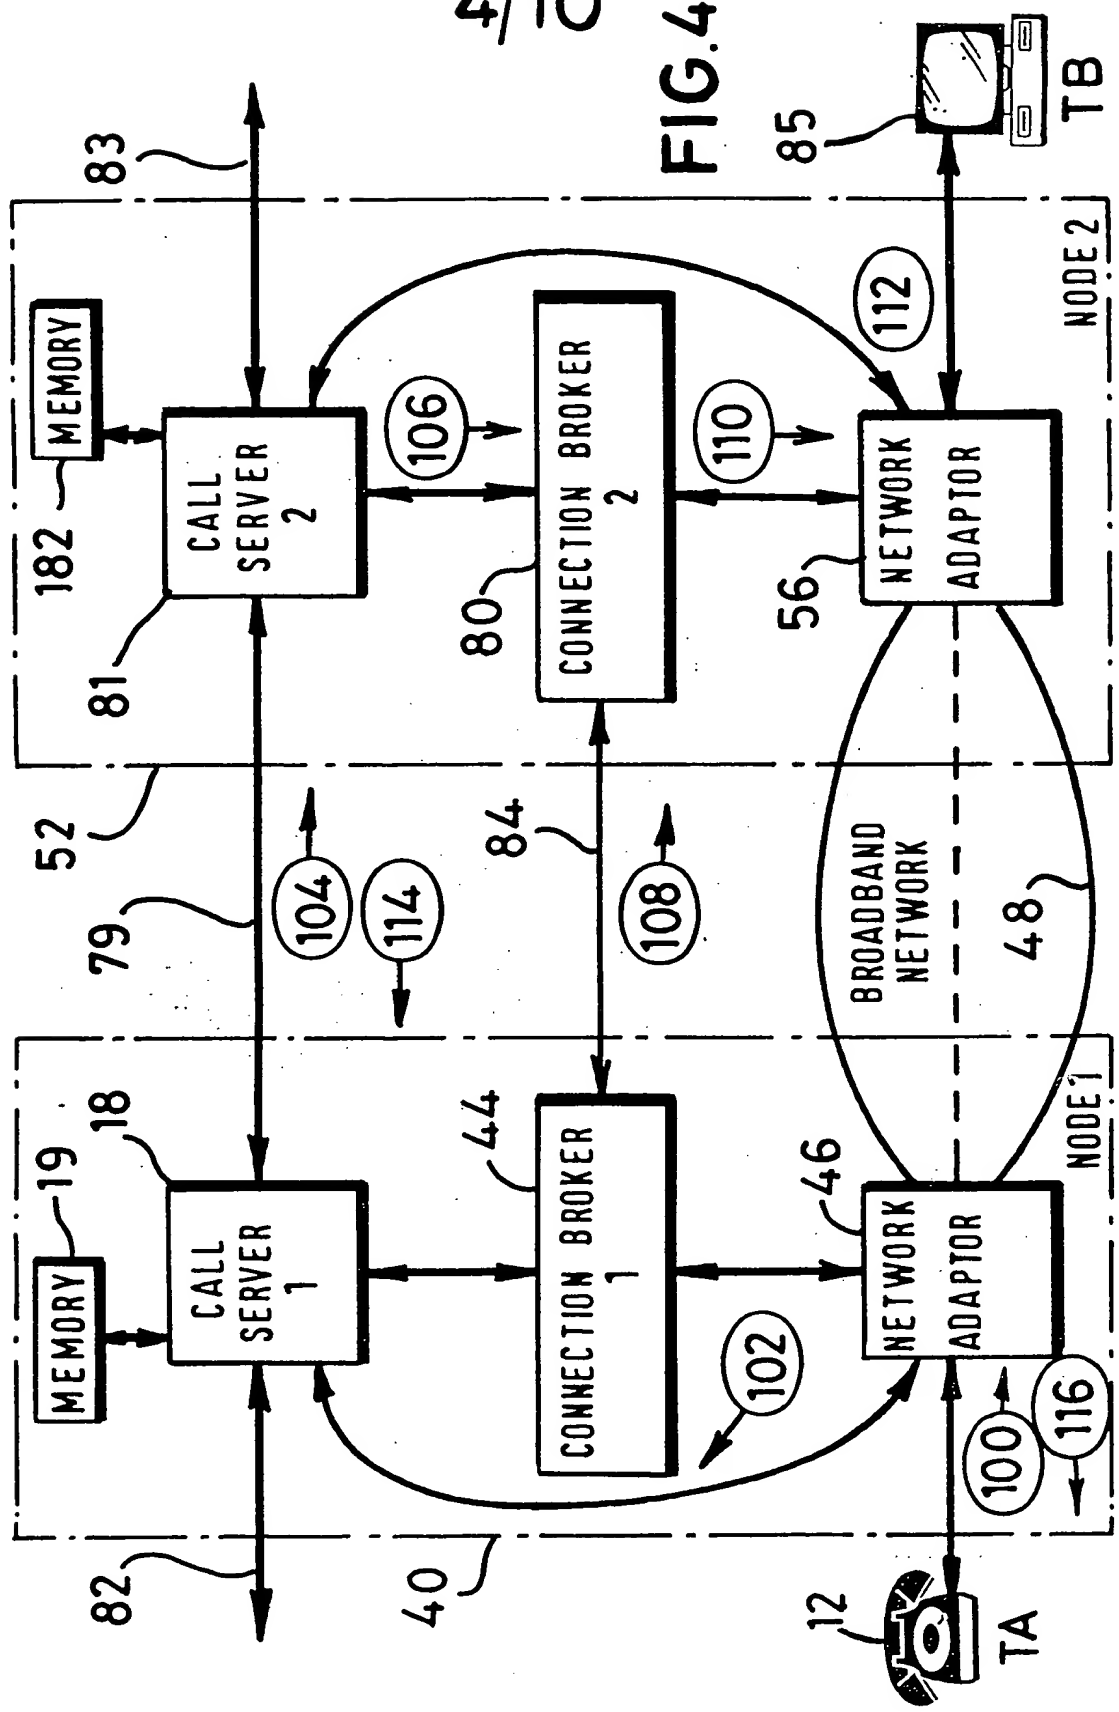 4/10
FIG.4
82
83
MEMORY
19
18
CALL
SERVER
1
79
52
104
114
MEMORY
182
81
CALL
SERVER
2
106
40
CONNECTION BROKER
1
44
84
108
CONNECTION BROKER
2
80
110
102
12
TA
100
116
NETWORK
ADAPTOR
46
NODE 1
BROADBAND
NETWORK
48
NETWORK
ADAPTOR
56
112
NODE 2
85
TB